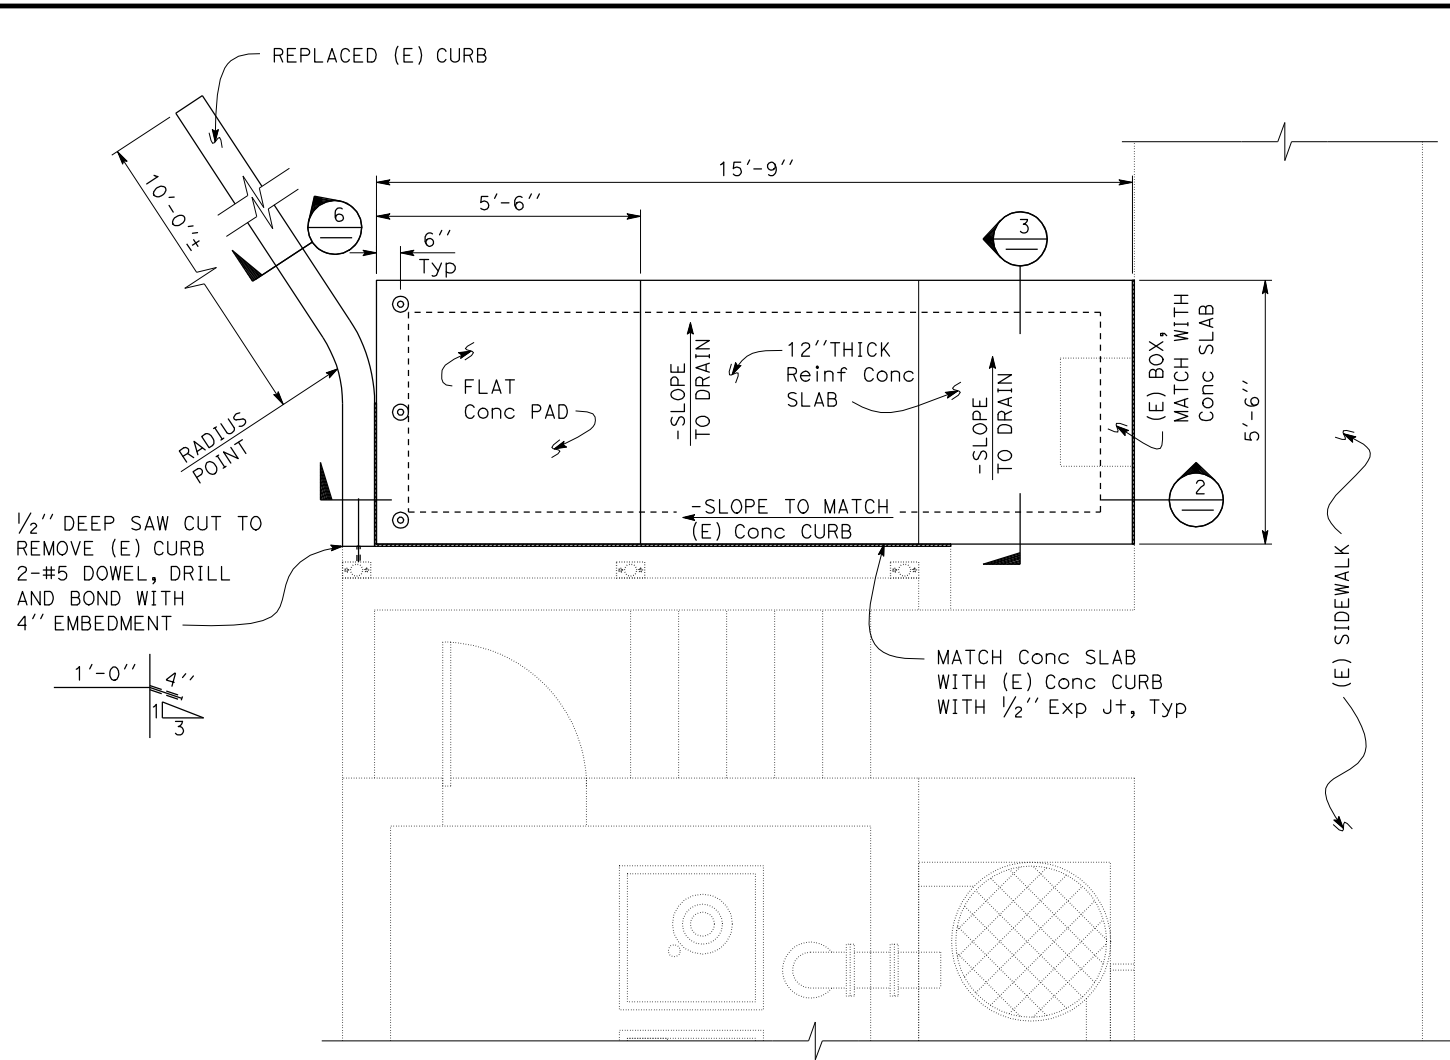 REPLACED (E) CURB
15'-9''
10'-0''±
5'-6''
6
6''
Typ
3
-SLOPE
TO DRAIN
12''THICK
Reinf Conc
SLAB
FLAT
Conc PAD
-SLOPE
TO DRAIN
(E) BOX,
MATCH WITH
Conc SLAB
5'-6''
RADIUS
POINT
2
-SLOPE TO MATCH
(E) Conc CURB
1/2'' DEEP SAW CUT TO
REMOVE (E) CURB
2-#5 DOWEL, DRILL
AND BOND WITH
4'' EMBEDMENT
(E) SIDEWALK
MATCH Conc SLAB
WITH (E) Conc CURB
WITH 1/2'' Exp Jt, Typ
1'-0''
4''
1
3